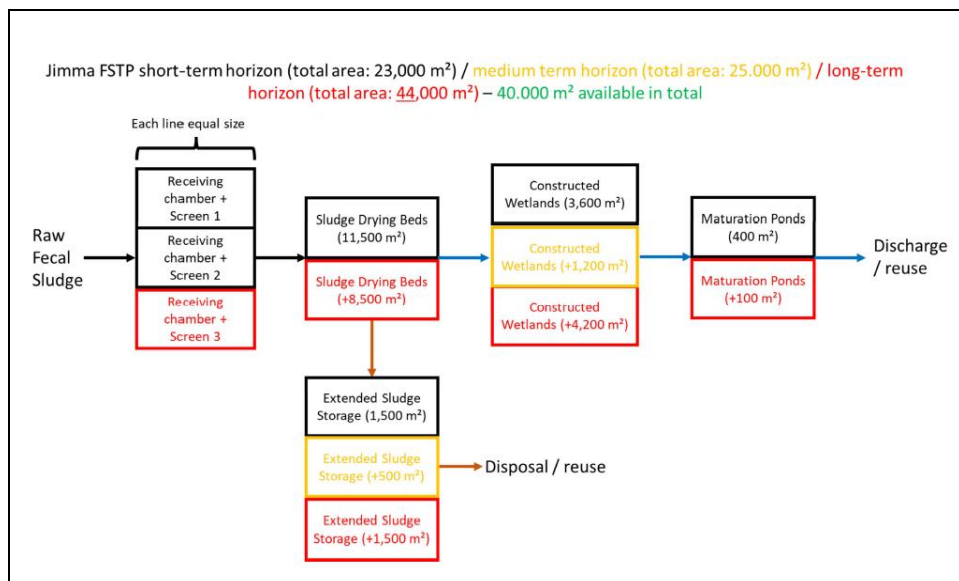 Jimma FSTP short-term horizon (total area: 23,000 m²) / medium term horizon (total area: 25.000 m²) / long-term
horizon (total area: 44,000 m²) – 40.000 m² available in total
Each line equal size
Raw
Fecal
Sludge
Receiving
chamber +
Screen 1
Receiving
chamber +
Screen 2
Receiving
chamber +
Screen 3
Sludge Drying Beds
(11,500 m²)
Sludge Drying Beds
(+8,500 m²)
Constructed
Wetlands (3,600 m²)
Constructed
Wetlands (+1,200 m²)
Constructed
Wetlands (+4,200 m²)
Maturation Ponds
(400 m²)
Maturation Ponds
(+100 m²)
Discharge
/ reuse
Extended Sludge
Storage (1,500 m²)
Extended Sludge
Storage (+500 m²)
Extended Sludge
Storage (+1,500 m²)
Disposal / reuse